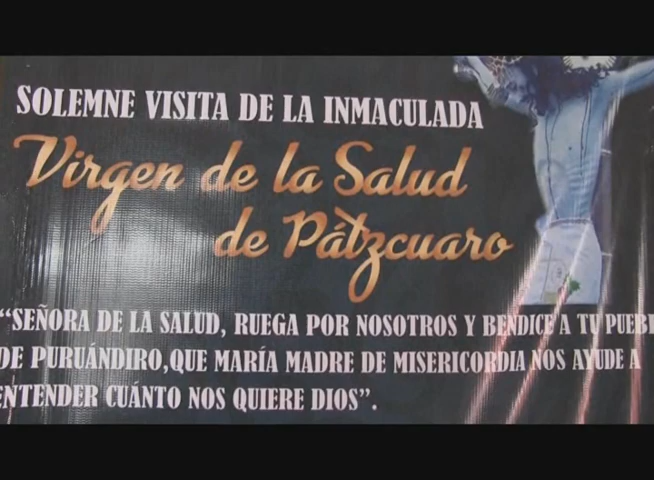 SOLEMNE VISITA DE LA INMACULADA
Virgen de la Salud
de Pátzcuaro
“SEÑORA DE LA SALUD, RUEGA POR NOSOTROS Y BENDICE A TU PUEBL
DE PURUÁNDIRO, QUE MARÍA MADRE DE MISERICORDIA NOS AYUDE A
ENTENDER CUÁNTO NOS QUIERE DIOS”.